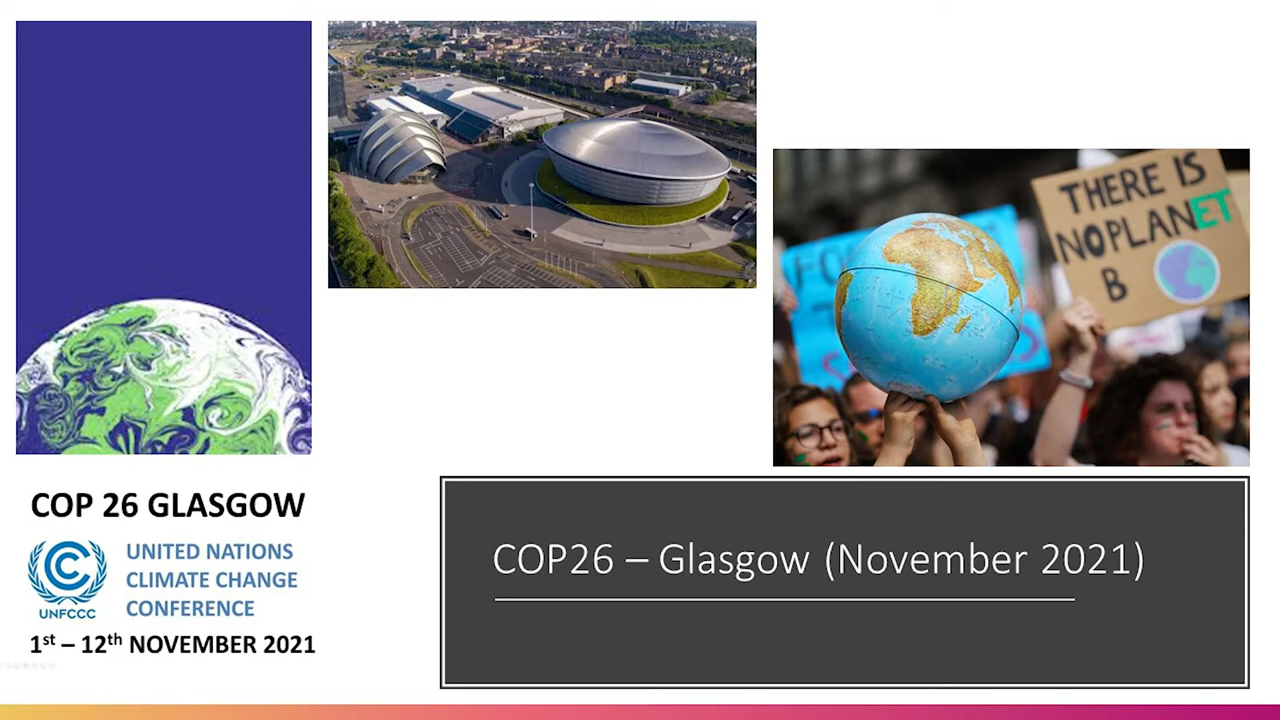 COP 26 GLASGOW
UNFCCC
UNITED NATIONS
CLIMATE CHANGE
CONFERENCE
1st – 12th NOVEMBER 2021
THERE IS
NO PLANET
B
FO
COP26 – Glasgow (November 2021)